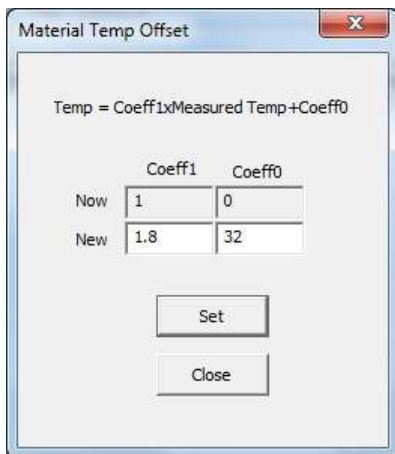 Material Temp Offset
Temp = Coeff1xMeasured Temp+Coeff0
Coeff1 Coeff0
Now 1 0
New 1.8 32
Set
Close